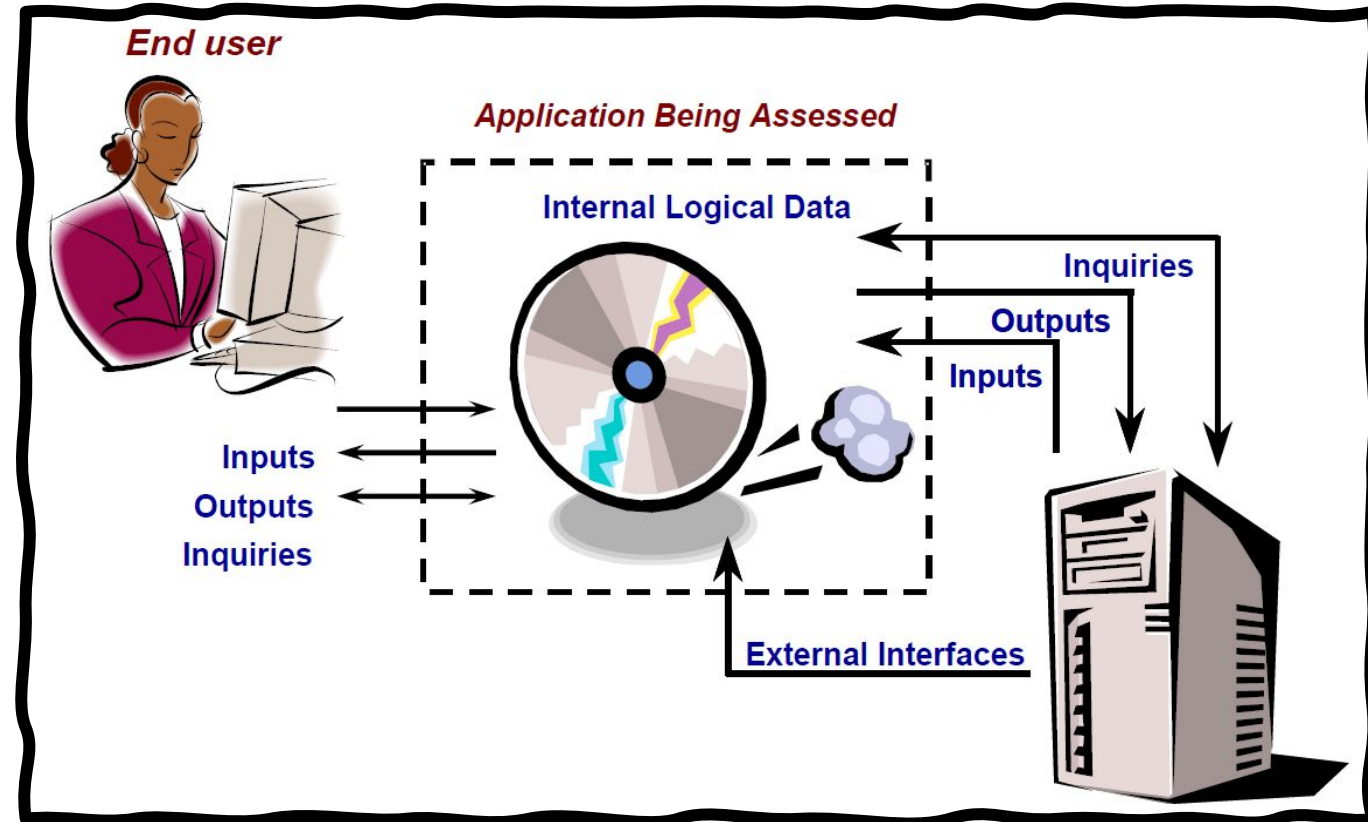 End user
Application Being Assessed
Internal Logical Data
Inquiries
Outputs
Inputs
Inputs
Outputs
Inquiries
External Interfaces